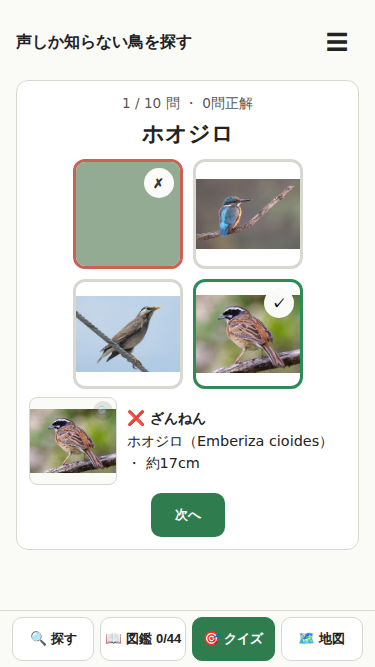 声しか知らない鳥を探す
1 / 10 問 ・ 0問正解
ホオジロ
✗
✓
❌ ざんねん
ホオジロ（Emberiza cioides）
・ 約17cm
次へ
🔍 探す
📖 図鑑 0/44
🎯 クイズ
🗺️ 地図